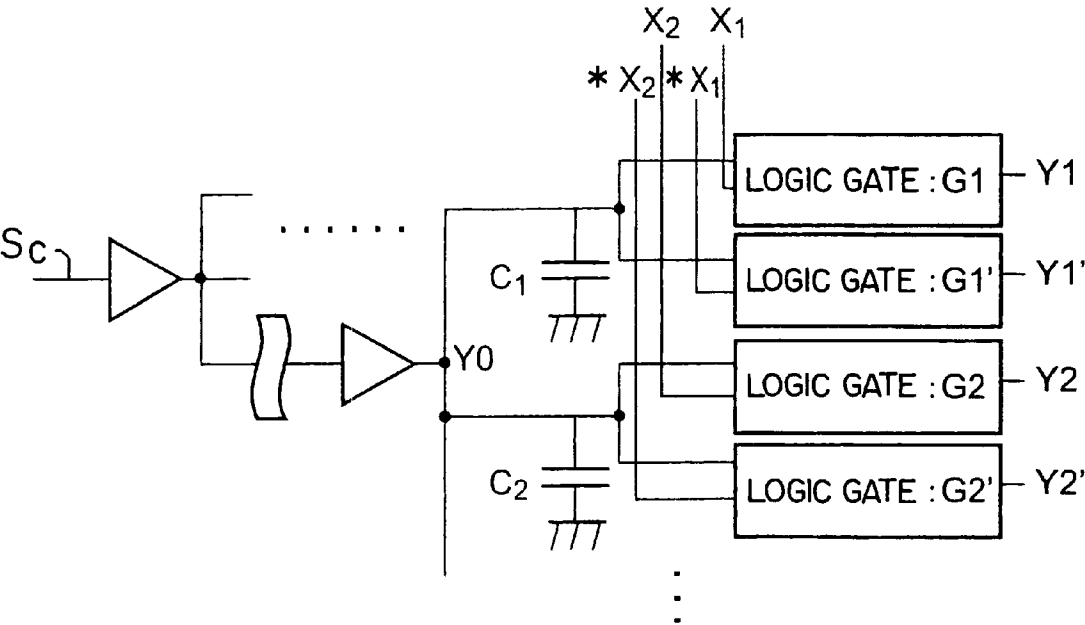 X2 X1
*X2 *X1
LOGIC GATE : G1 Y1
Sc
......
C1
LOGIC GATE : G1' Y1'
Y0
LOGIC GATE : G2 Y2
C2
LOGIC GATE : G2' Y2'